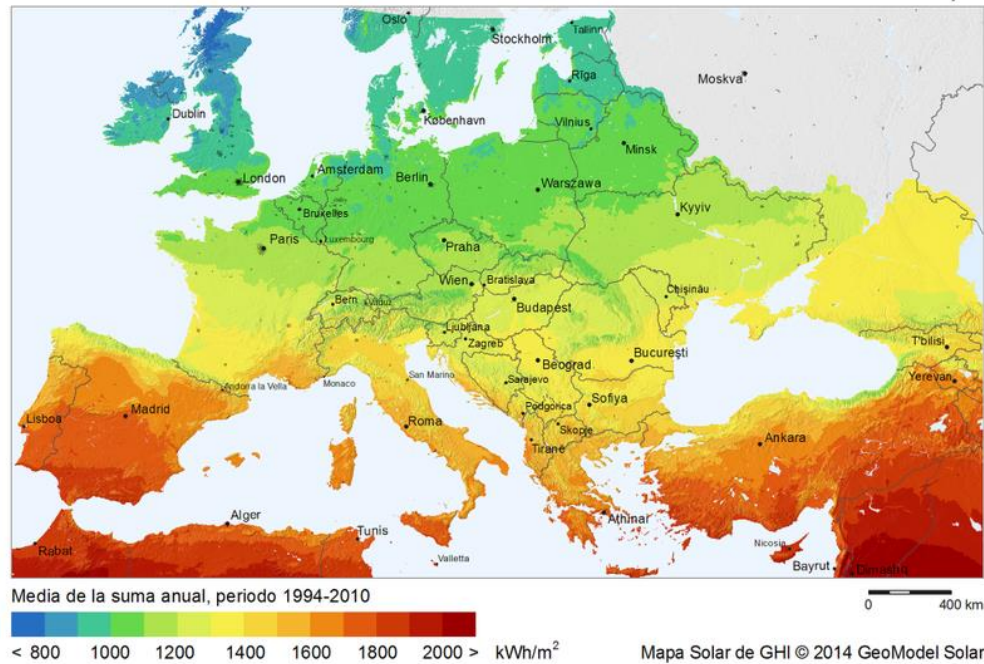 Oslo
Stockholm
Tallinn
Moskva
Rīga
Dublin
København
Vilnius
Minsk
London
Amsterdam
Berlin
Warszawa
Bruxelles
Kyyiv
Paris
Luxembourg
Praha
Wien
Bratislava
Bern
Vaduz
Budapest
Chişinău
Ljubljana
Zagreb
T'bilisi
Beograd
Bucureşti
San Marino
Monaco
Andorra la Vella
Sarajevo
Yerevan
Madrid
Lisboa
Roma
Podgorica
Sofiya
Skopje
Tiranë
Ankara
Alger
Athínai
Tunis
Rabat
Valletta
Nicosia
Bayrut
Dimashq
Media de la suma anual, periodo 1994-2010
0 400 km
< 800 1000 1200 1400 1600 1800 2000 > kWh/m²
Mapa Solar de GHI © 2014 GeoModel Solar